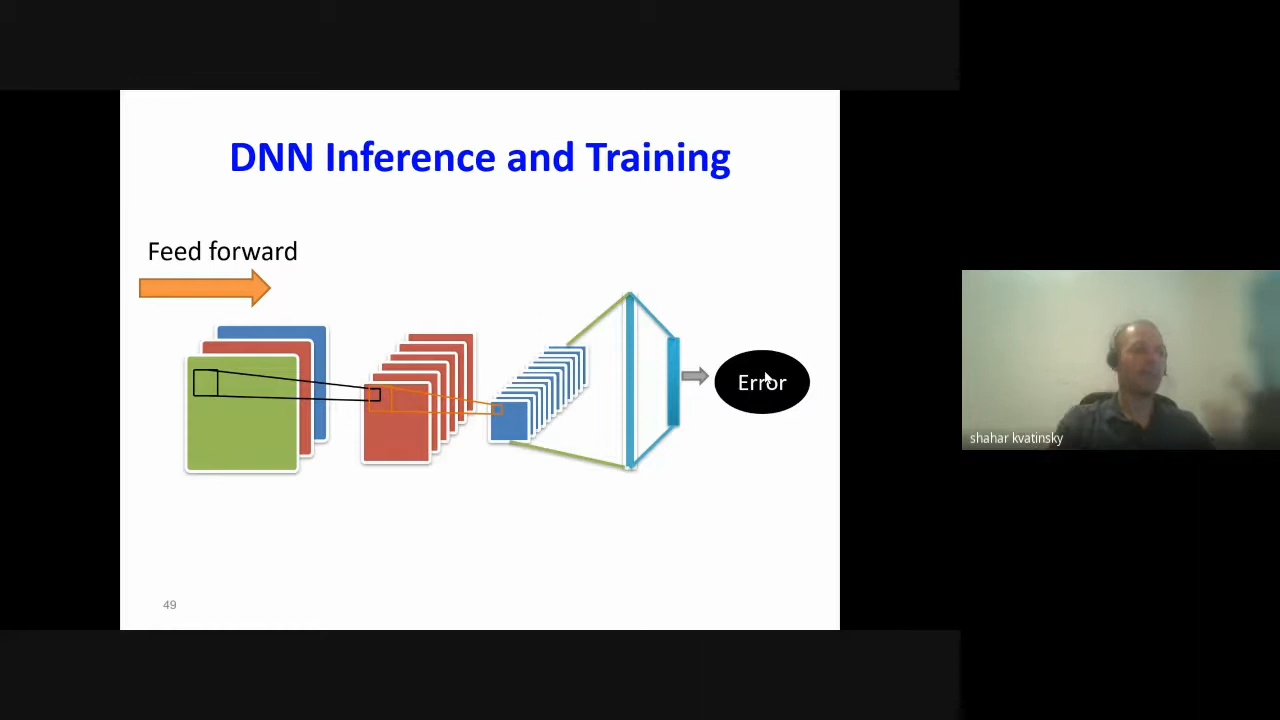 DNN Inference and Training
Feed forward
Error
49
shahar kvatinsky